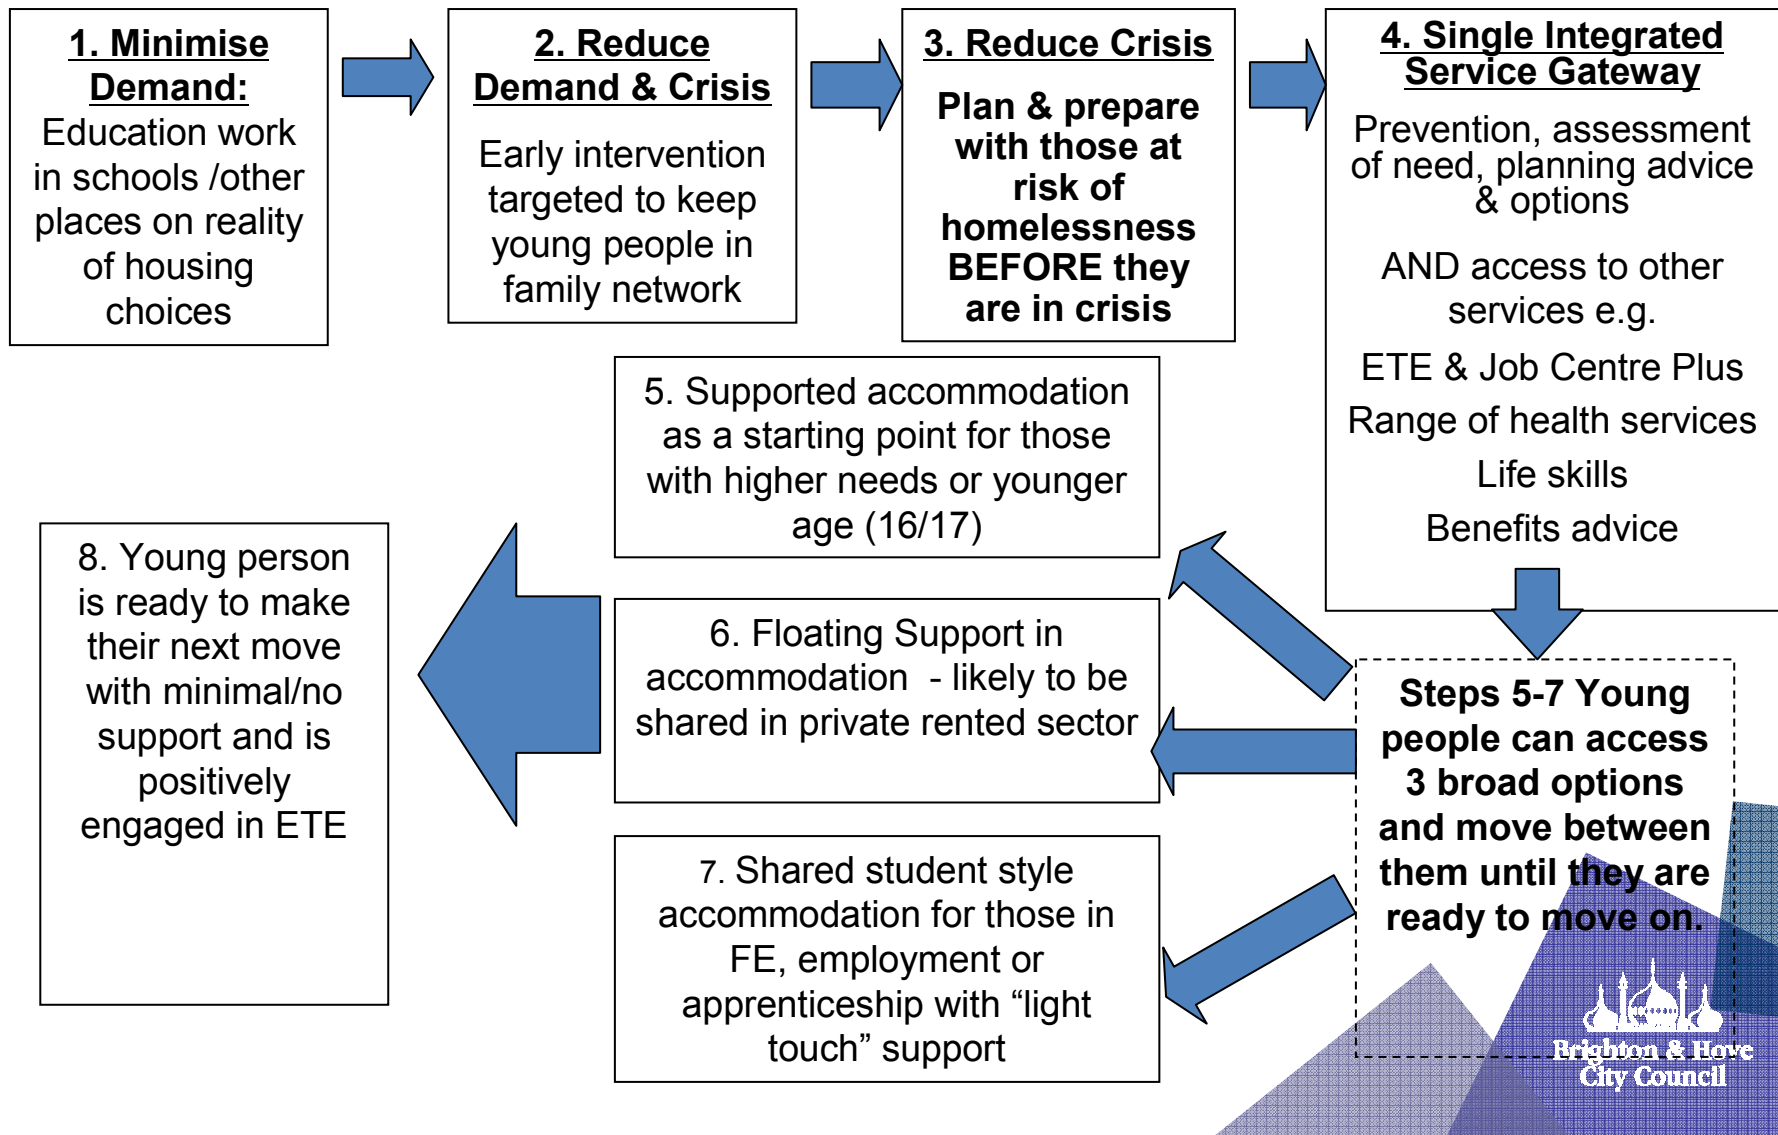 1. Minimise
Demand:
Education work
in schools /other
places on reality
of housing
choices
2. Reduce
Demand & Crisis
Early intervention
targeted to keep
young people in
family network
3. Reduce Crisis
Plan & prepare
with those at
risk of
homelessness
BEFORE they
are in crisis
4. Single Integrated
Service Gateway
Prevention, assessment
of need, planning advice
& options
AND access to other
services e.g.
ETE & Job Centre Plus
Range of health services
Life skills
Benefits advice
Steps 5-7 Young
people can access
3 broad options
and move between
them until they are
ready to move on.
5. Supported accommodation
as a starting point for those
with higher needs or younger
age (16/17)
6. Floating Support in
accommodation  - likely to be
shared in private rented sector
7. Shared student style
accommodation for those in
FE, employment or
apprenticeship with “light
touch” support
8. Young person
is ready to make
their next move
with minimal/no
support and is
positively
engaged in ETE
Brighton & Hove
City Council